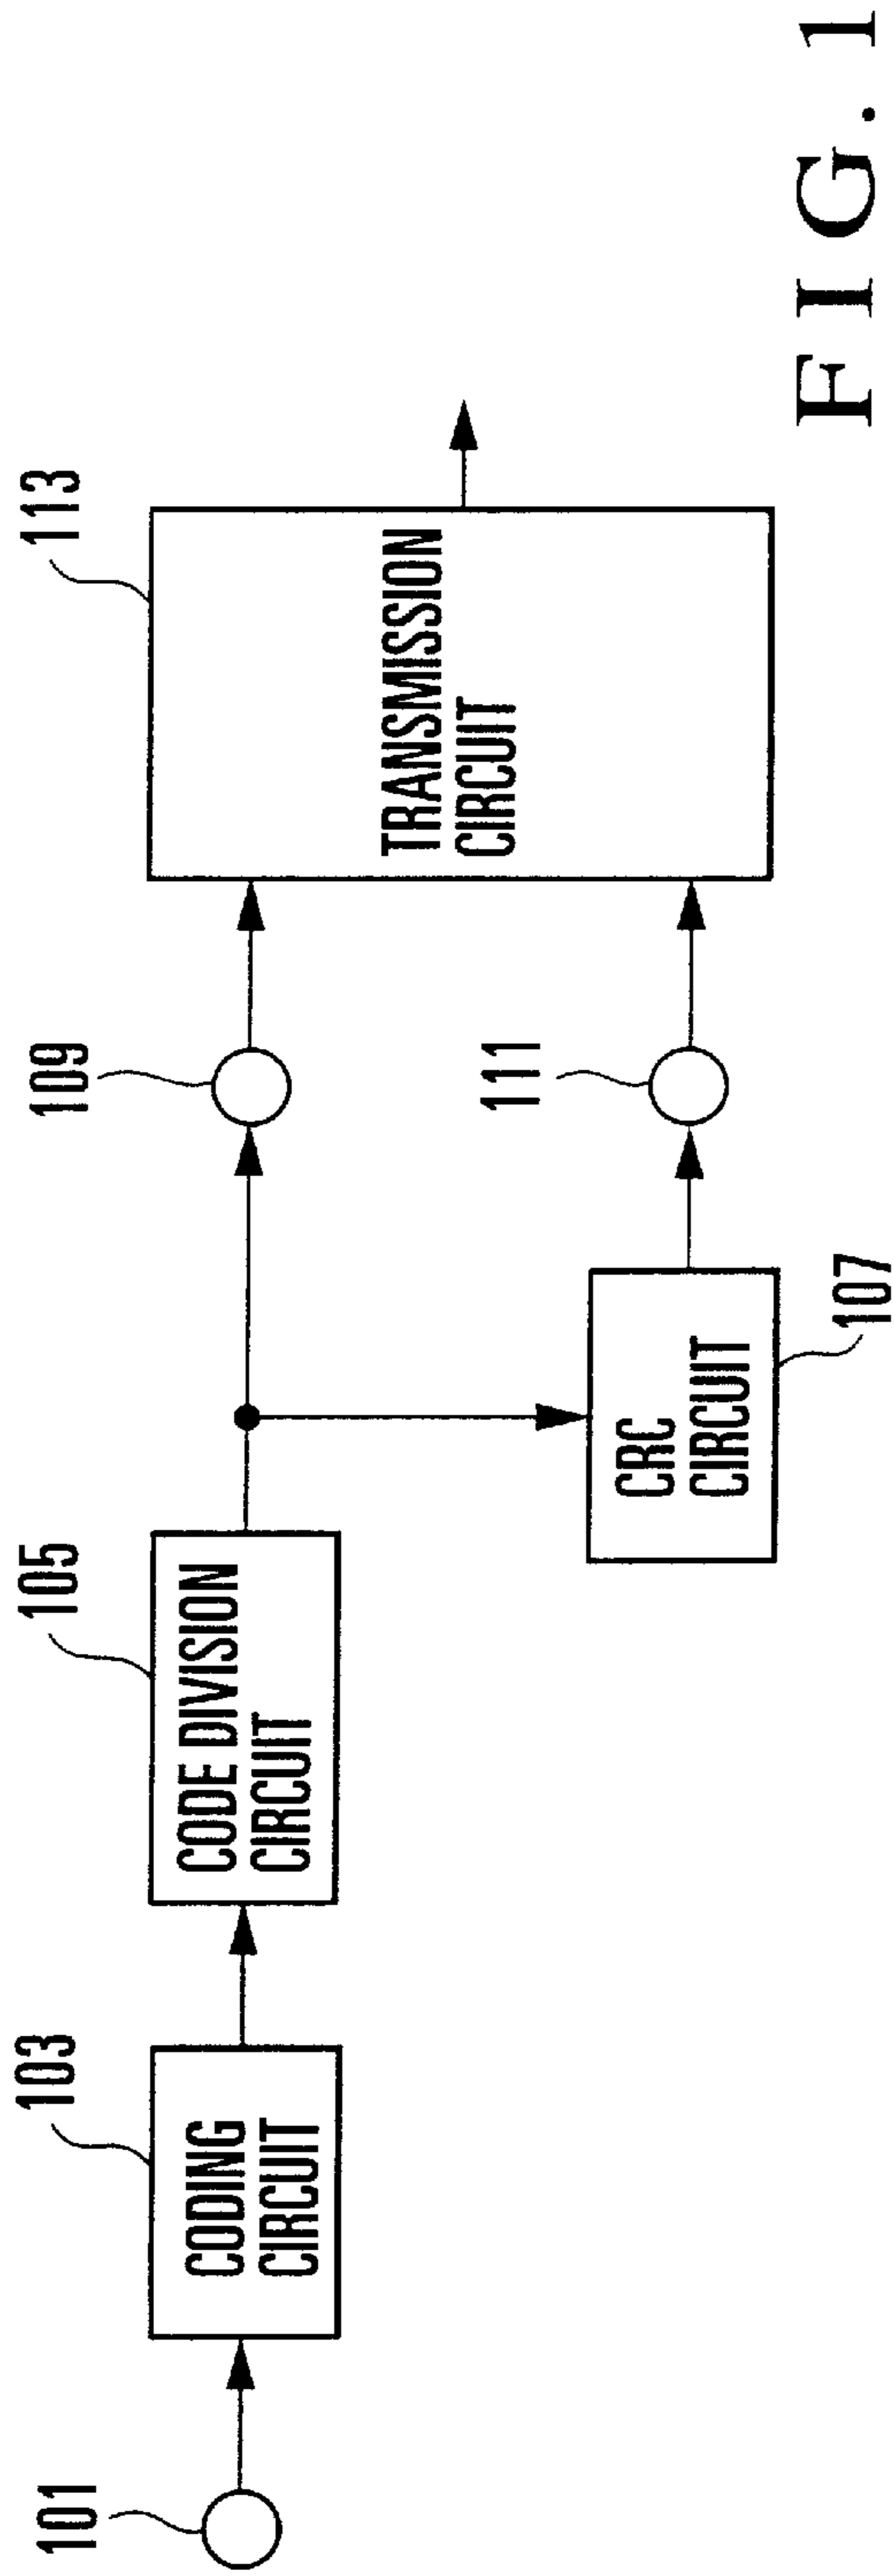 101
103
CODING
CIRCUIT
105
CODE DIVISION
CIRCUIT
109
113
TRANSMISSION
CIRCUIT
111
CRC
CIRCUIT
107
FIG. 1